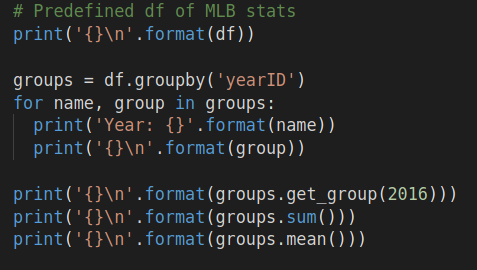 # Predefined df of MLB stats
print('{}\n'.format(df))

groups = df.groupby('yearID')
for name, group in groups:
  print('Year: {}'.format(name))
  print('{}\n'.format(group))

print('{}\n'.format(groups.get_group(2016)))
print('{}\n'.format(groups.sum()))
print('{}\n'.format(groups.mean()))